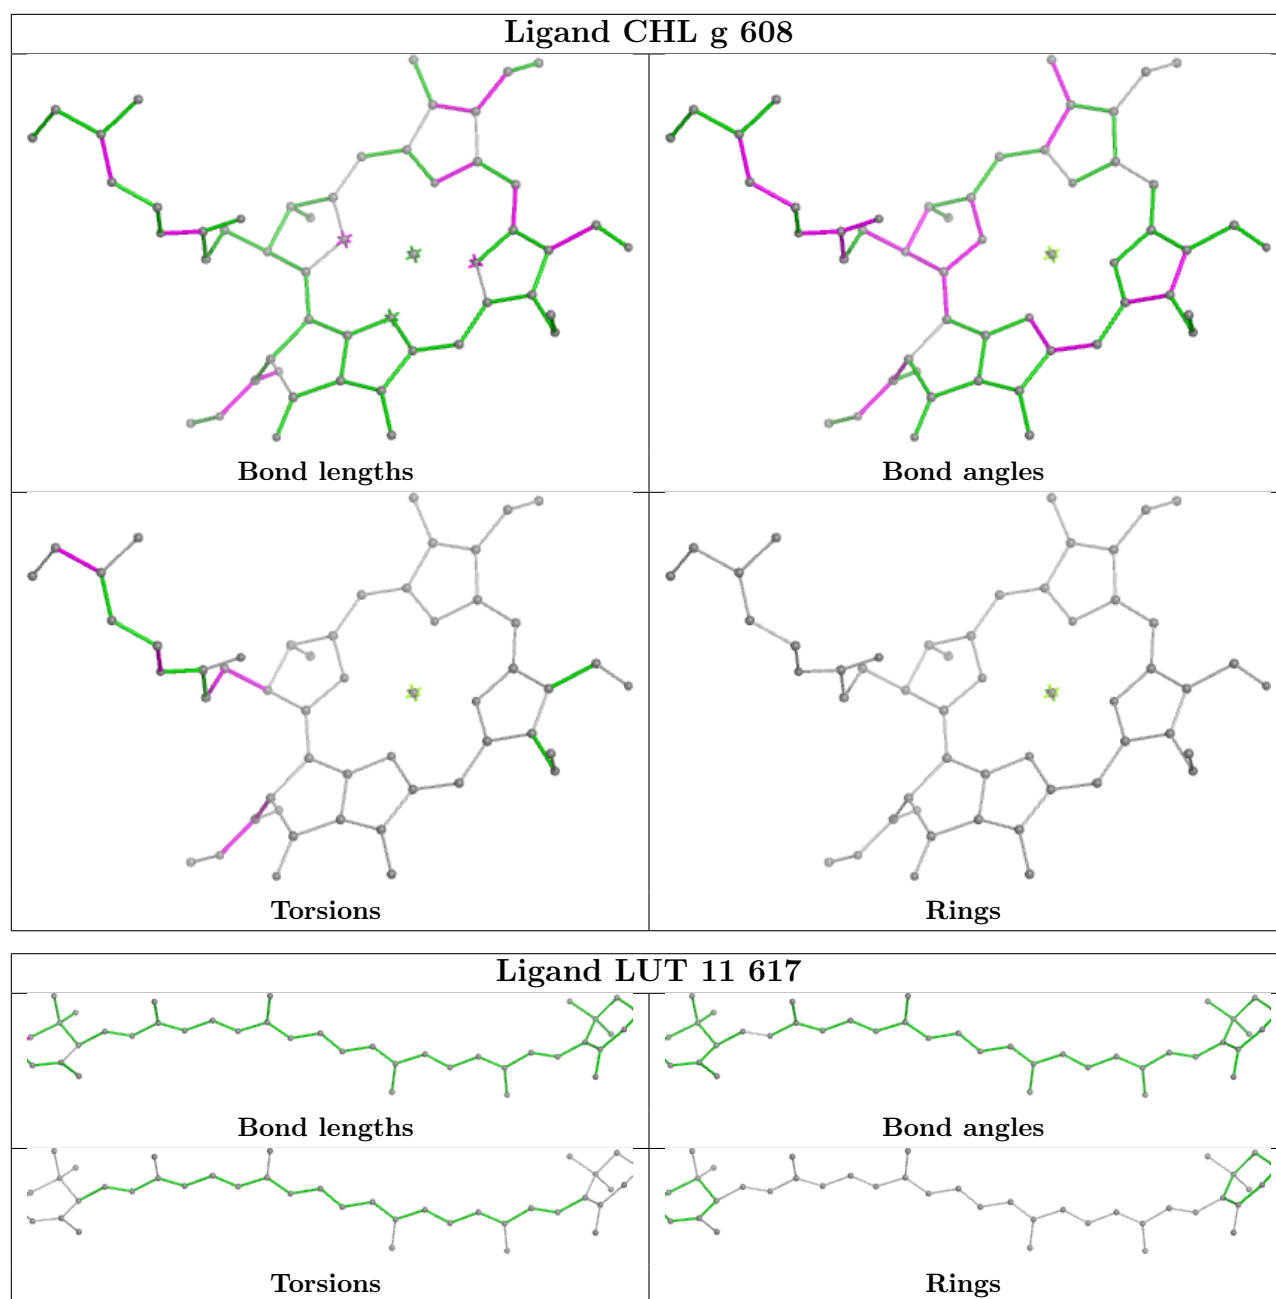 Ligand CHL g 608
Bond lengths
Bond angles
Torsions
Rings
Ligand LUT 11 617
Bond lengths
Bond angles
Torsions
Rings